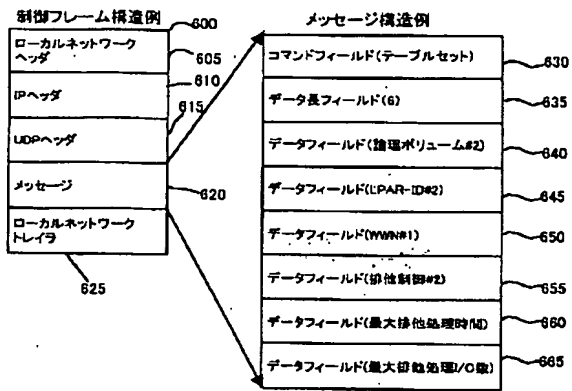 制御フレーム構造例
600
ローカルネットワーク
ヘッダ
605
IPヘッダ
610
UDPヘッダ
615
メッセージ
620
ローカルネットワーク
トレイラ
625
メッセージ構造例
コマンドフィールド(テーブルセット)
630
データ長フィールド(6)
635
データフィールド(論理ボリューム#2)
640
データフィールド(LPAR-ID#2)
645
データフィールド(WWN#1)
650
データフィールド(排他制御#2)
655
データフィールド(最大排他処理時間)
660
データフィールド(最大排他処理I/O数)
665